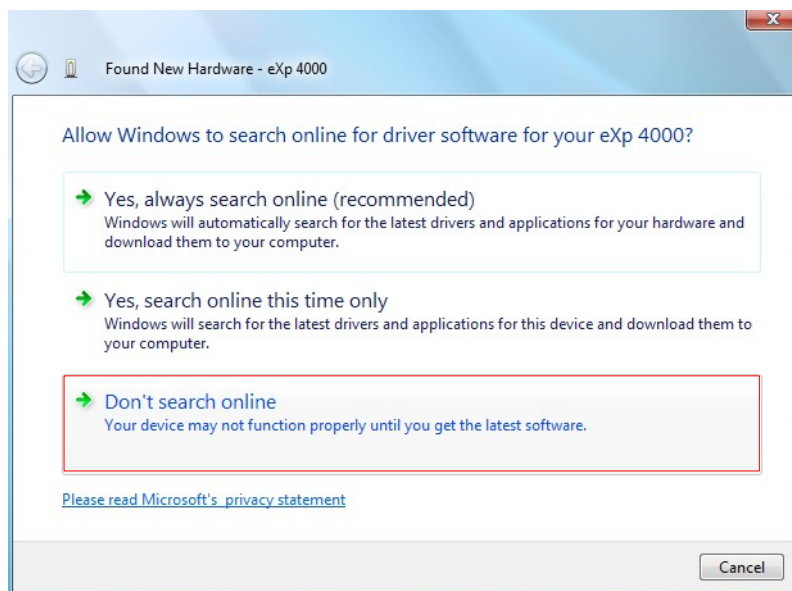 Found New Hardware - eXp 4000
Allow Windows to search online for driver software for your eXp 4000?
Yes, always search online (recommended)
Windows will automatically search for the latest drivers and applications for your hardware and
download them to your computer.
Yes, search online this time only
Windows will search for the latest drivers and applications for this device and download them to
your computer.
Don't search online
Your device may not function properly until you get the latest software.
Please read Microsoft's privacy statement
Cancel